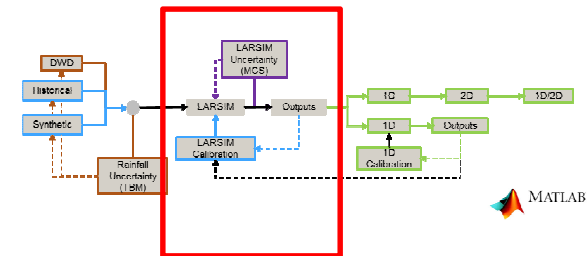 DWD
Historical
Synthetic
Rainfall
Uncertainty
(TBM)
LARSIM
Uncertainty
(MCS)
LARSIM
Outputs
LARSIM
Calibration
1D
2D
1D/2D
1D
Outputs
1D
Calibration
MATLAB